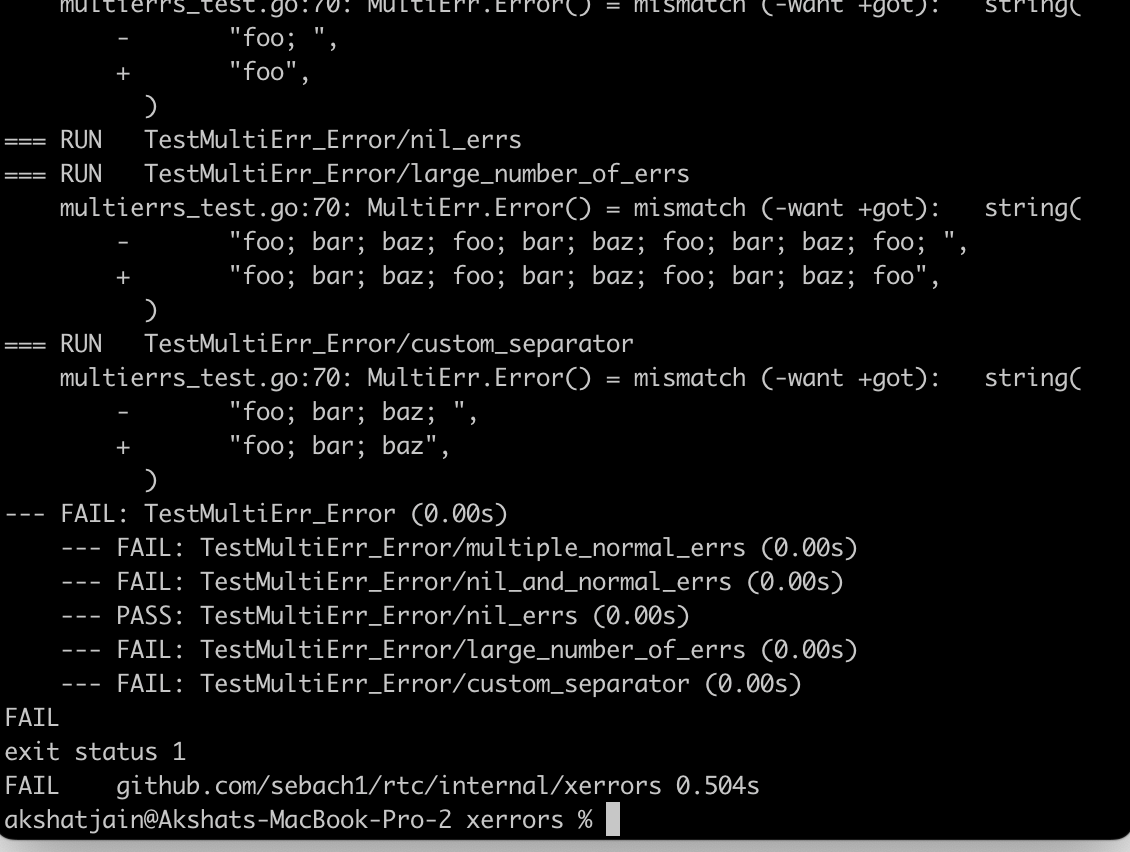 multierrs_test.go:70: MultiErr.Error() = mismatch (-want +got):   string(
-       "foo; ",
+       "foo",
)
=== RUN   TestMultiErr_Error/nil_errs
=== RUN   TestMultiErr_Error/large_number_of_errs
multierrs_test.go:70: MultiErr.Error() = mismatch (-want +got):   string(
-       "foo; bar; baz; foo; bar; baz; foo; bar; baz; foo; ",
+       "foo; bar; baz; foo; bar; baz; foo; bar; baz; foo",
)
=== RUN   TestMultiErr_Error/custom_separator
multierrs_test.go:70: MultiErr.Error() = mismatch (-want +got):   string(
-       "foo; bar; baz; ",
+       "foo; bar; baz",
)
--- FAIL: TestMultiErr_Error (0.00s)
--- FAIL: TestMultiErr_Error/multiple_normal_errs (0.00s)
--- FAIL: TestMultiErr_Error/nil_and_normal_errs (0.00s)
--- PASS: TestMultiErr_Error/nil_errs (0.00s)
--- FAIL: TestMultiErr_Error/large_number_of_errs (0.00s)
--- FAIL: TestMultiErr_Error/custom_separator (0.00s)
FAIL
exit status 1
FAIL    github.com/sebach1/rtc/internal/xerrors 0.504s
akshatjain@Akshats-MacBook-Pro-2 xerrors %